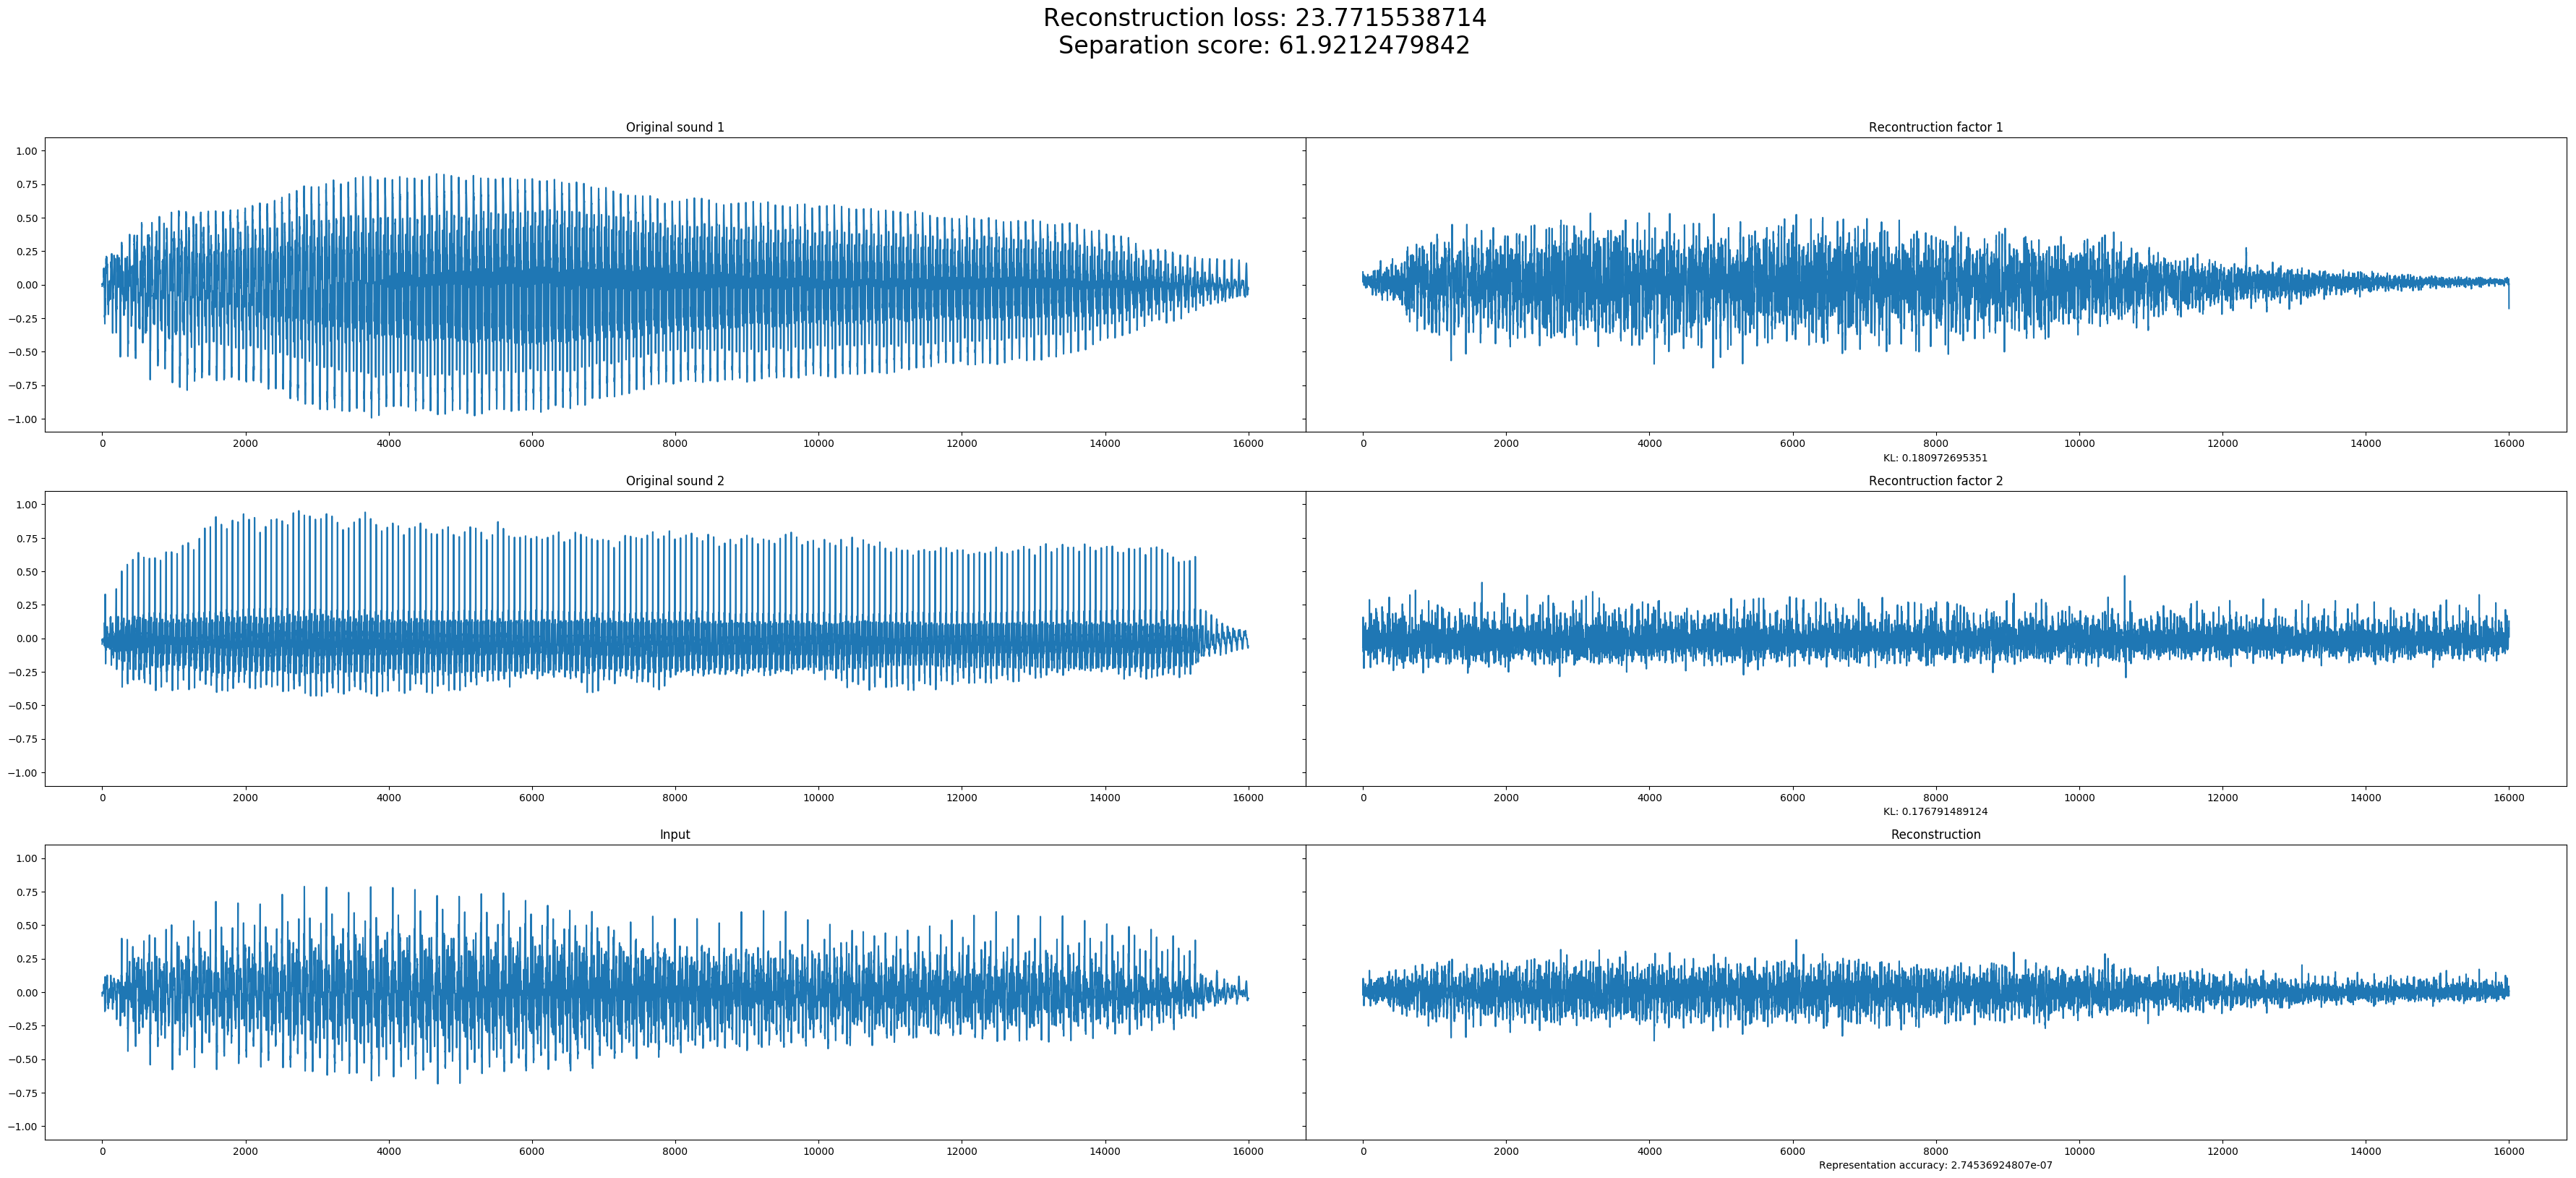 Reconstruction loss: 23.7715538714
Separation score: 61.9212479842
Original sound 1
Recontruction factor 1
1.00
0.75
0.50
0.25
0.00
−0.25
−0.50
−0.75
−1.00
0 2000 4000 6000 8000 10000 12000 14000 16000
0 2000 4000 6000 8000 10000 12000 14000 16000
KL: 0.180972695351
Original sound 2
Recontruction factor 2
1.00
0.75
0.50
0.25
0.00
−0.25
−0.50
−0.75
−1.00
0 2000 4000 6000 8000 10000 12000 14000 16000
0 2000 4000 6000 8000 10000 12000 14000 16000
KL: 0.176791489124
Input
Reconstruction
1.00
0.75
0.50
0.25
0.00
−0.25
−0.50
−0.75
−1.00
0 2000 4000 6000 8000 10000 12000 14000 16000
0 2000 4000 6000 8000 10000 12000 14000 16000
Representation accuracy: 2.74536924807e-07